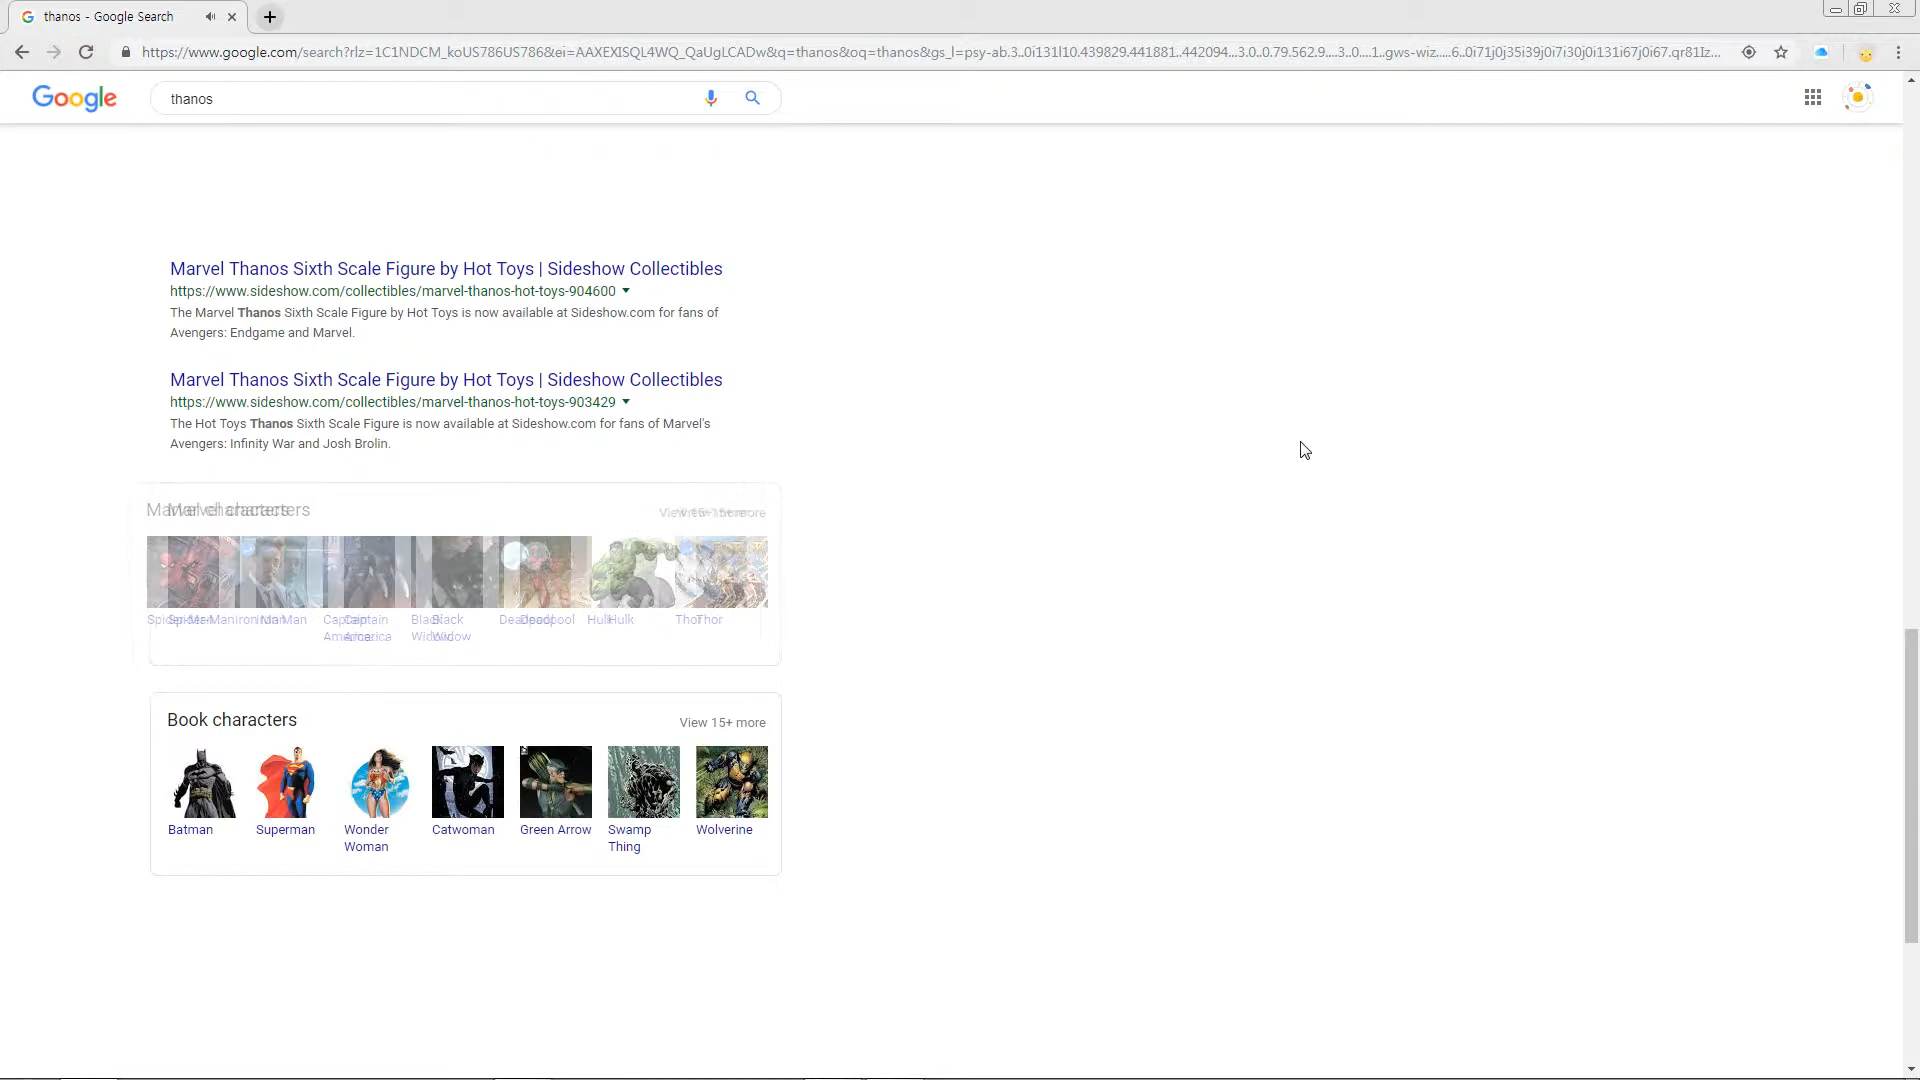 thanos - Google Search
https://www.google.com/search?rlz=1C1NDCM_koUS786US786&ei=AAXEXISQL4WQ_QaUgLCADw&q=thanos&oq=thanos&gs_l=psy-ab.3..0i131l10.439829.441881..442094...3.0..0.79.562.9....3..0....1..gws-wiz.....6..0i71j0j35i39j0i7i30j0i131i67j0i67.qr81Iz...
Google
thanos
Marvel Thanos Sixth Scale Figure by Hot Toys | Sideshow Collectibles
https://www.sideshow.com/collectibles/marvel-thanos-hot-toys-904600
The Marvel Thanos Sixth Scale Figure by Hot Toys is now available at Sideshow.com for fans of
Avengers: Endgame and Marvel.
Marvel Thanos Sixth Scale Figure by Hot Toys | Sideshow Collectibles
https://www.sideshow.com/collectibles/marvel-thanos-hot-toys-903429
The Hot Toys Thanos Sixth Scale Figure is now available at Sideshow.com for fans of Marvel's
Avengers: Infinity War and Josh Brolin.
Marvel characters View 15+ more
Spider-Man Iron Man Captain Black Deadpool Hulk Thor
America Widow
Book characters View 15+ more
Batman Superman Wonder Catwoman Green Arrow Swamp Wolverine
Woman Thing